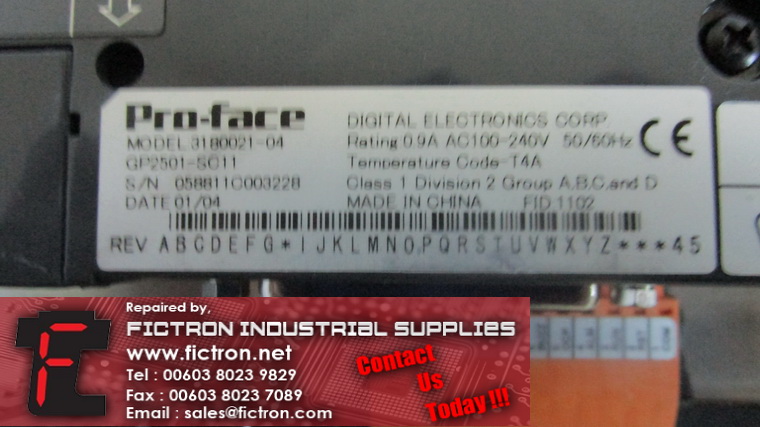 Pro-face
DIGITAL ELECTRONICS CORP.
MODEL 3180021-04
Rating 0.9A AC100-240V 50/60Hz
CE
GP2501-SC11
Temperature Code-T4A
S/N 058811C003228
Class 1 Division 2 Group A,B,C,and D
DATE 01/04
MADE IN CHINA FID:1102
REV A B C D E F G * I J K L M N O P Q R S T U V W X Y Z * * * 4 5
Repaired by,
FICTRON INDUSTRIAL SUPPLIES
www.fictron.net
Tel : 00603 8023 9829
Fax : 00603 8023 7089
Email : sales@fictron.com
Contact
Us
Today !!!